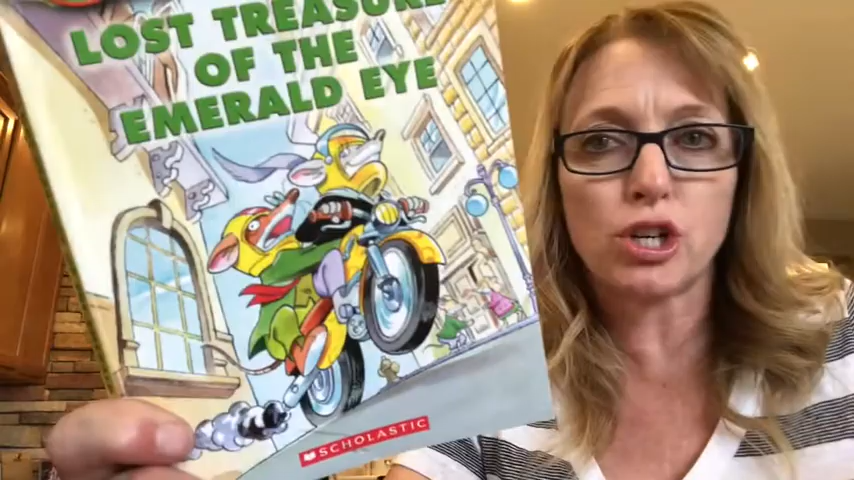 LOST TREASURE
OF THE
EMERALD EYE
SCHOLASTIC